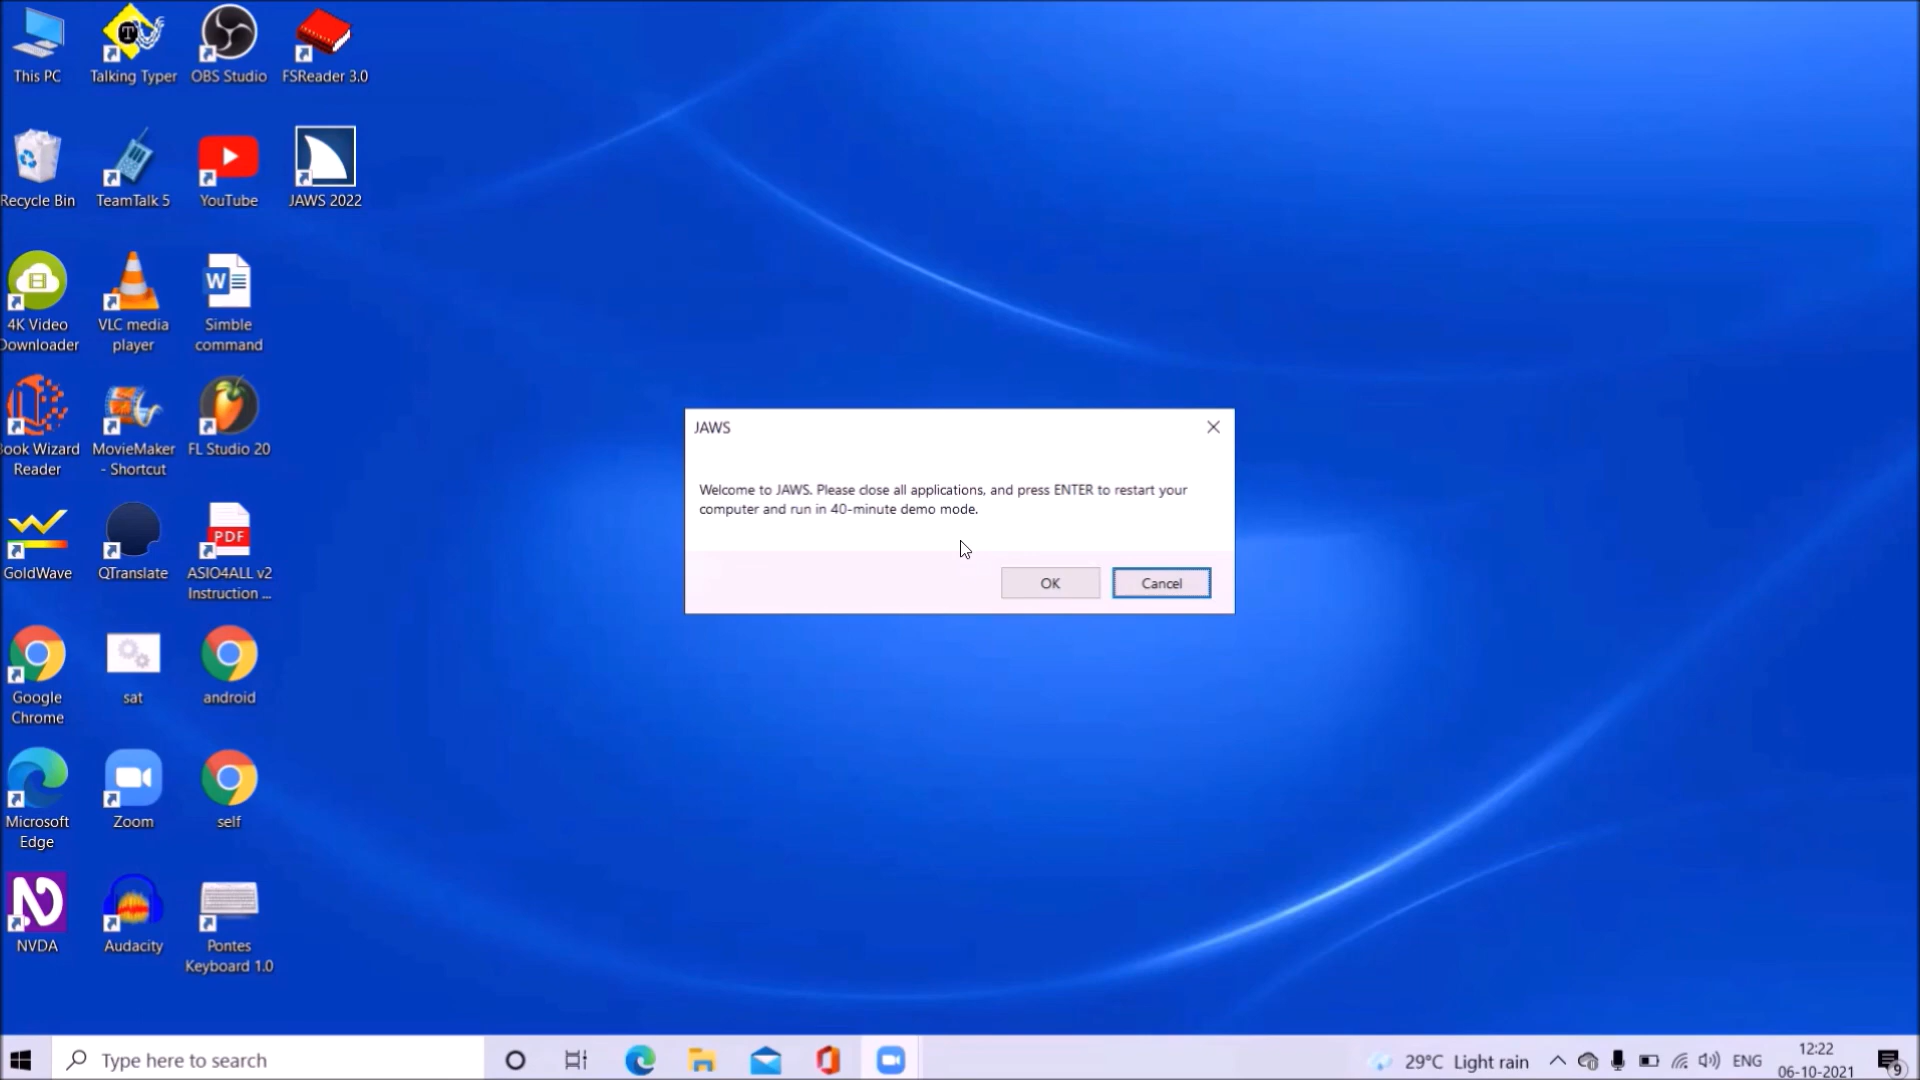 This PC
Talking Typer
OBS Studio
FSReader 3.0
Recycle Bin
TeamTalk 5
YouTube
JAWS 2022
4K Video
Downloader
VLC media
player
Simble
command
Book Wizard
Reader
MovieMaker
- Shortcut
FL Studio 20
GoldWave
QTranslate
PDF
ASIO4ALL v2
Instruction ...
Google
Chrome
sat
android
Microsoft
Edge
Zoom
self
NVDA
Audacity
Pontes
Keyboard 1.0
JAWS
Welcome to JAWS. Please close all applications, and press ENTER to restart your
computer and run in 40-minute demo mode.
OK
Cancel
Type here to search
29°C Light rain
ENG
12:22
06-10-2021
9